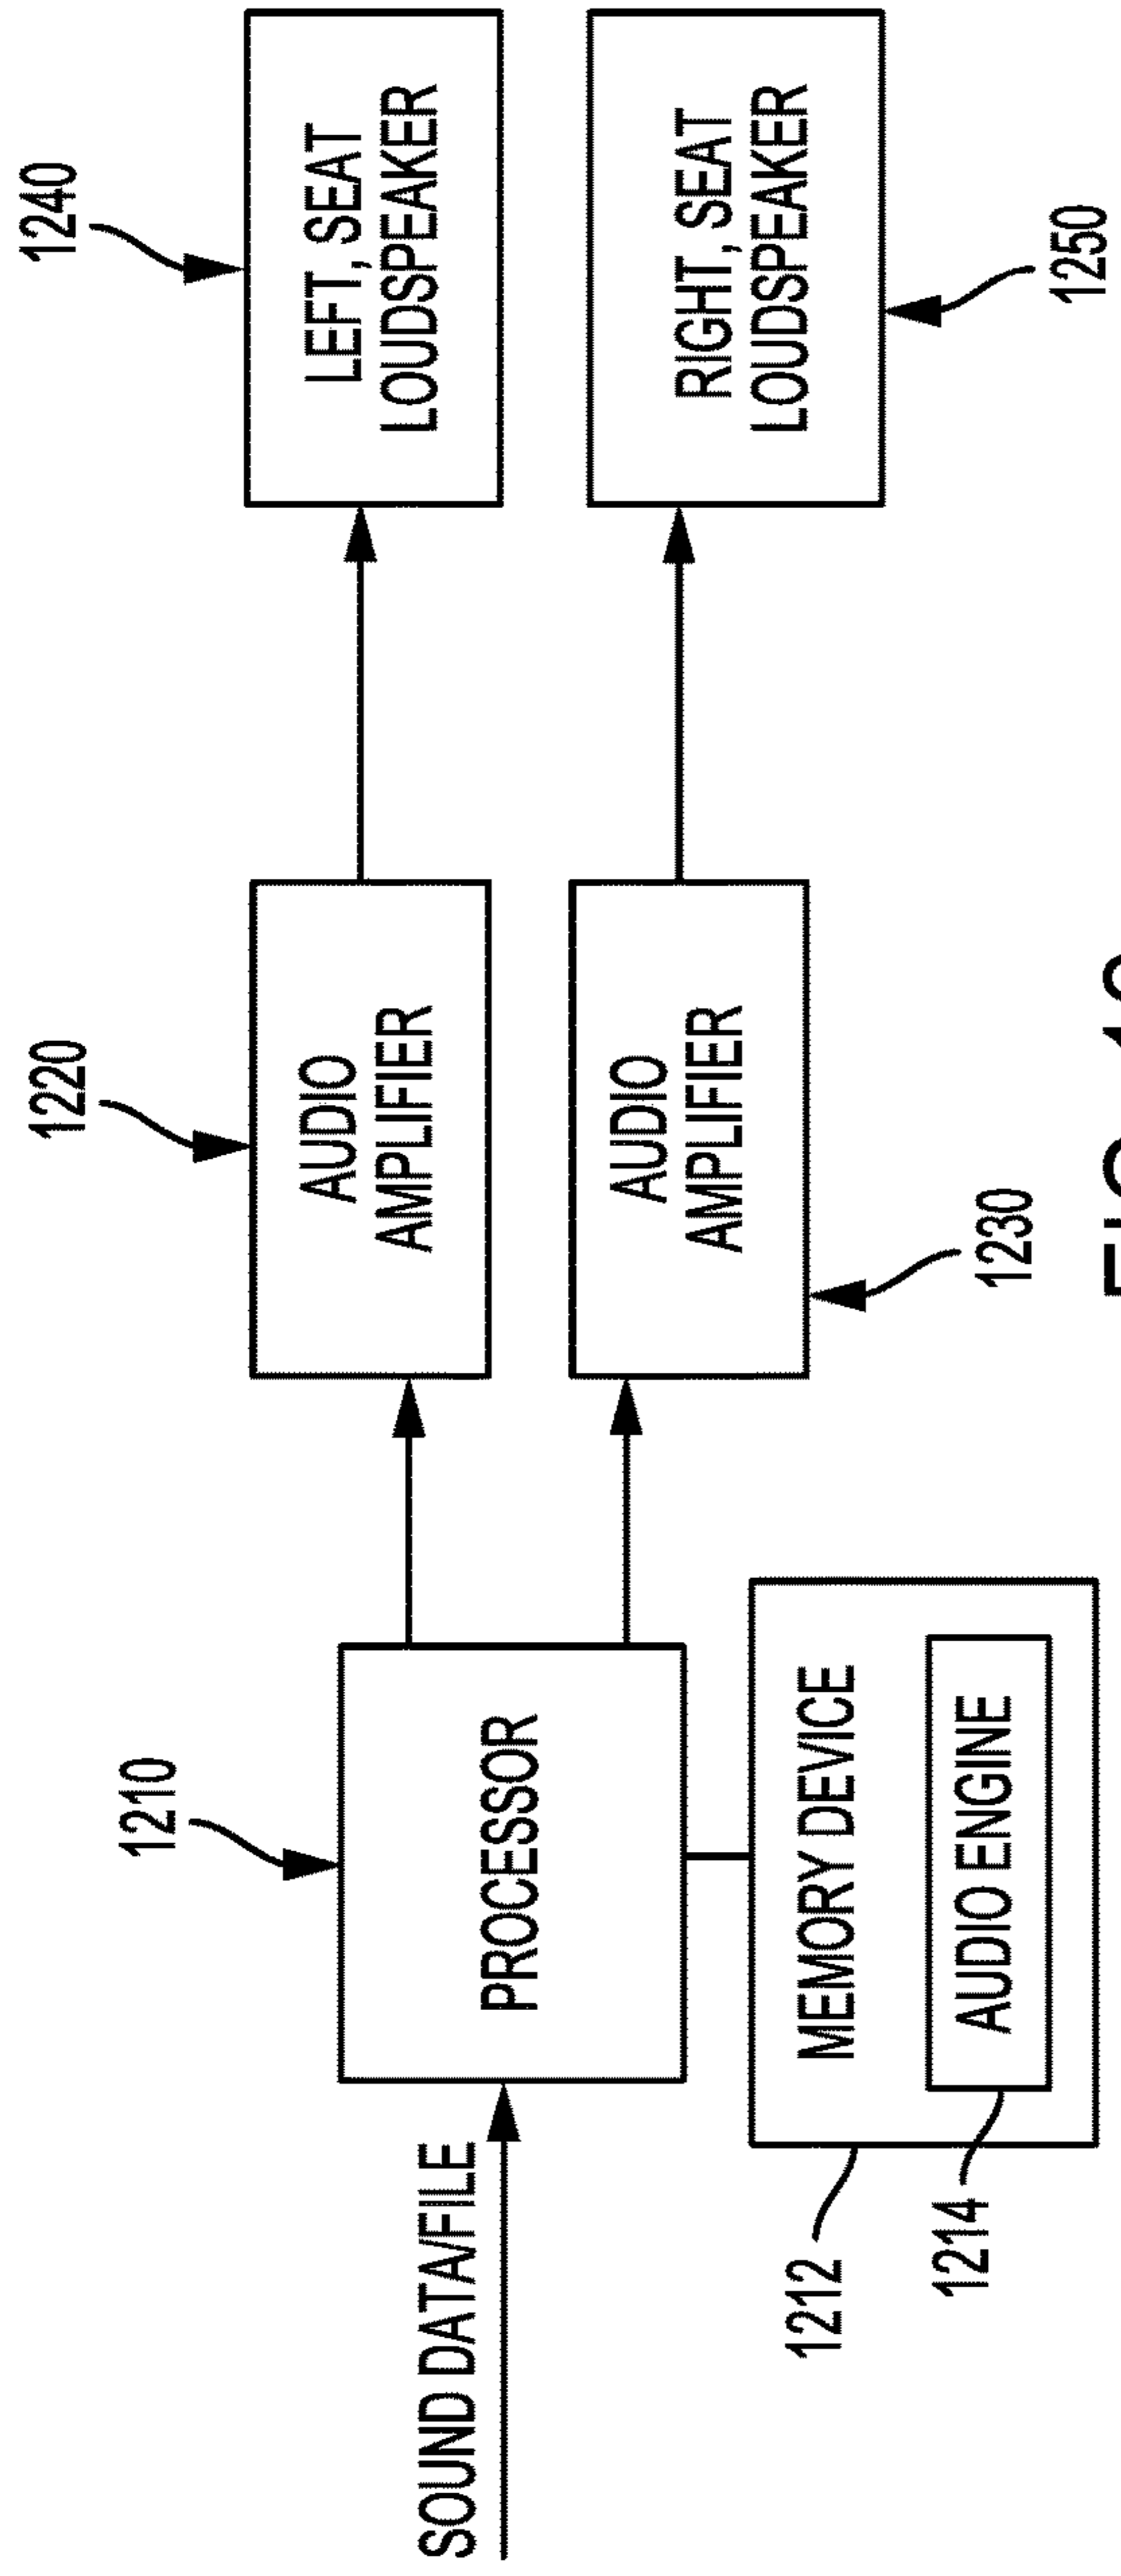 1240
LEFT, SEAT
LOUDSPEAKER
1220
AUDIO
AMPLIFIER
1210
PROCESSOR
SOUND DATA/FILE
RIGHT, SEAT
LOUDSPEAKER
1250
AUDIO
AMPLIFIER
1230
MEMORY DEVICE
1212
AUDIO ENGINE
1214